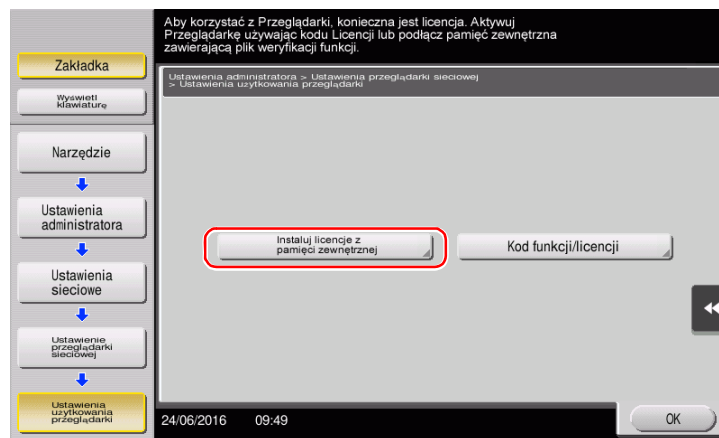 Aby korzystać z Przeglądarki, konieczna jest licencja. Aktywuj
Przeglądarkę używając kodu Licencji lub podłącz pamięć zewnętrzna
zawierającą plik weryfikacji funkcji.
Zakładka
Wyświetl
klawiaturę
Narzędzie
Ustawienia
administratora
Ustawienia
sieciowe
Ustawienie
przeglądarki
sieciowej
Ustawienia
użytkowania
przeglądarki
Ustawienia administratora > Ustawienia przeglądarki sieciowej
> Ustawienia użytkowania przeglądarki
Instaluj licencje z
pamięci zewnętrznej
Kod funkcji/licencji
24/06/2016 09:49
OK